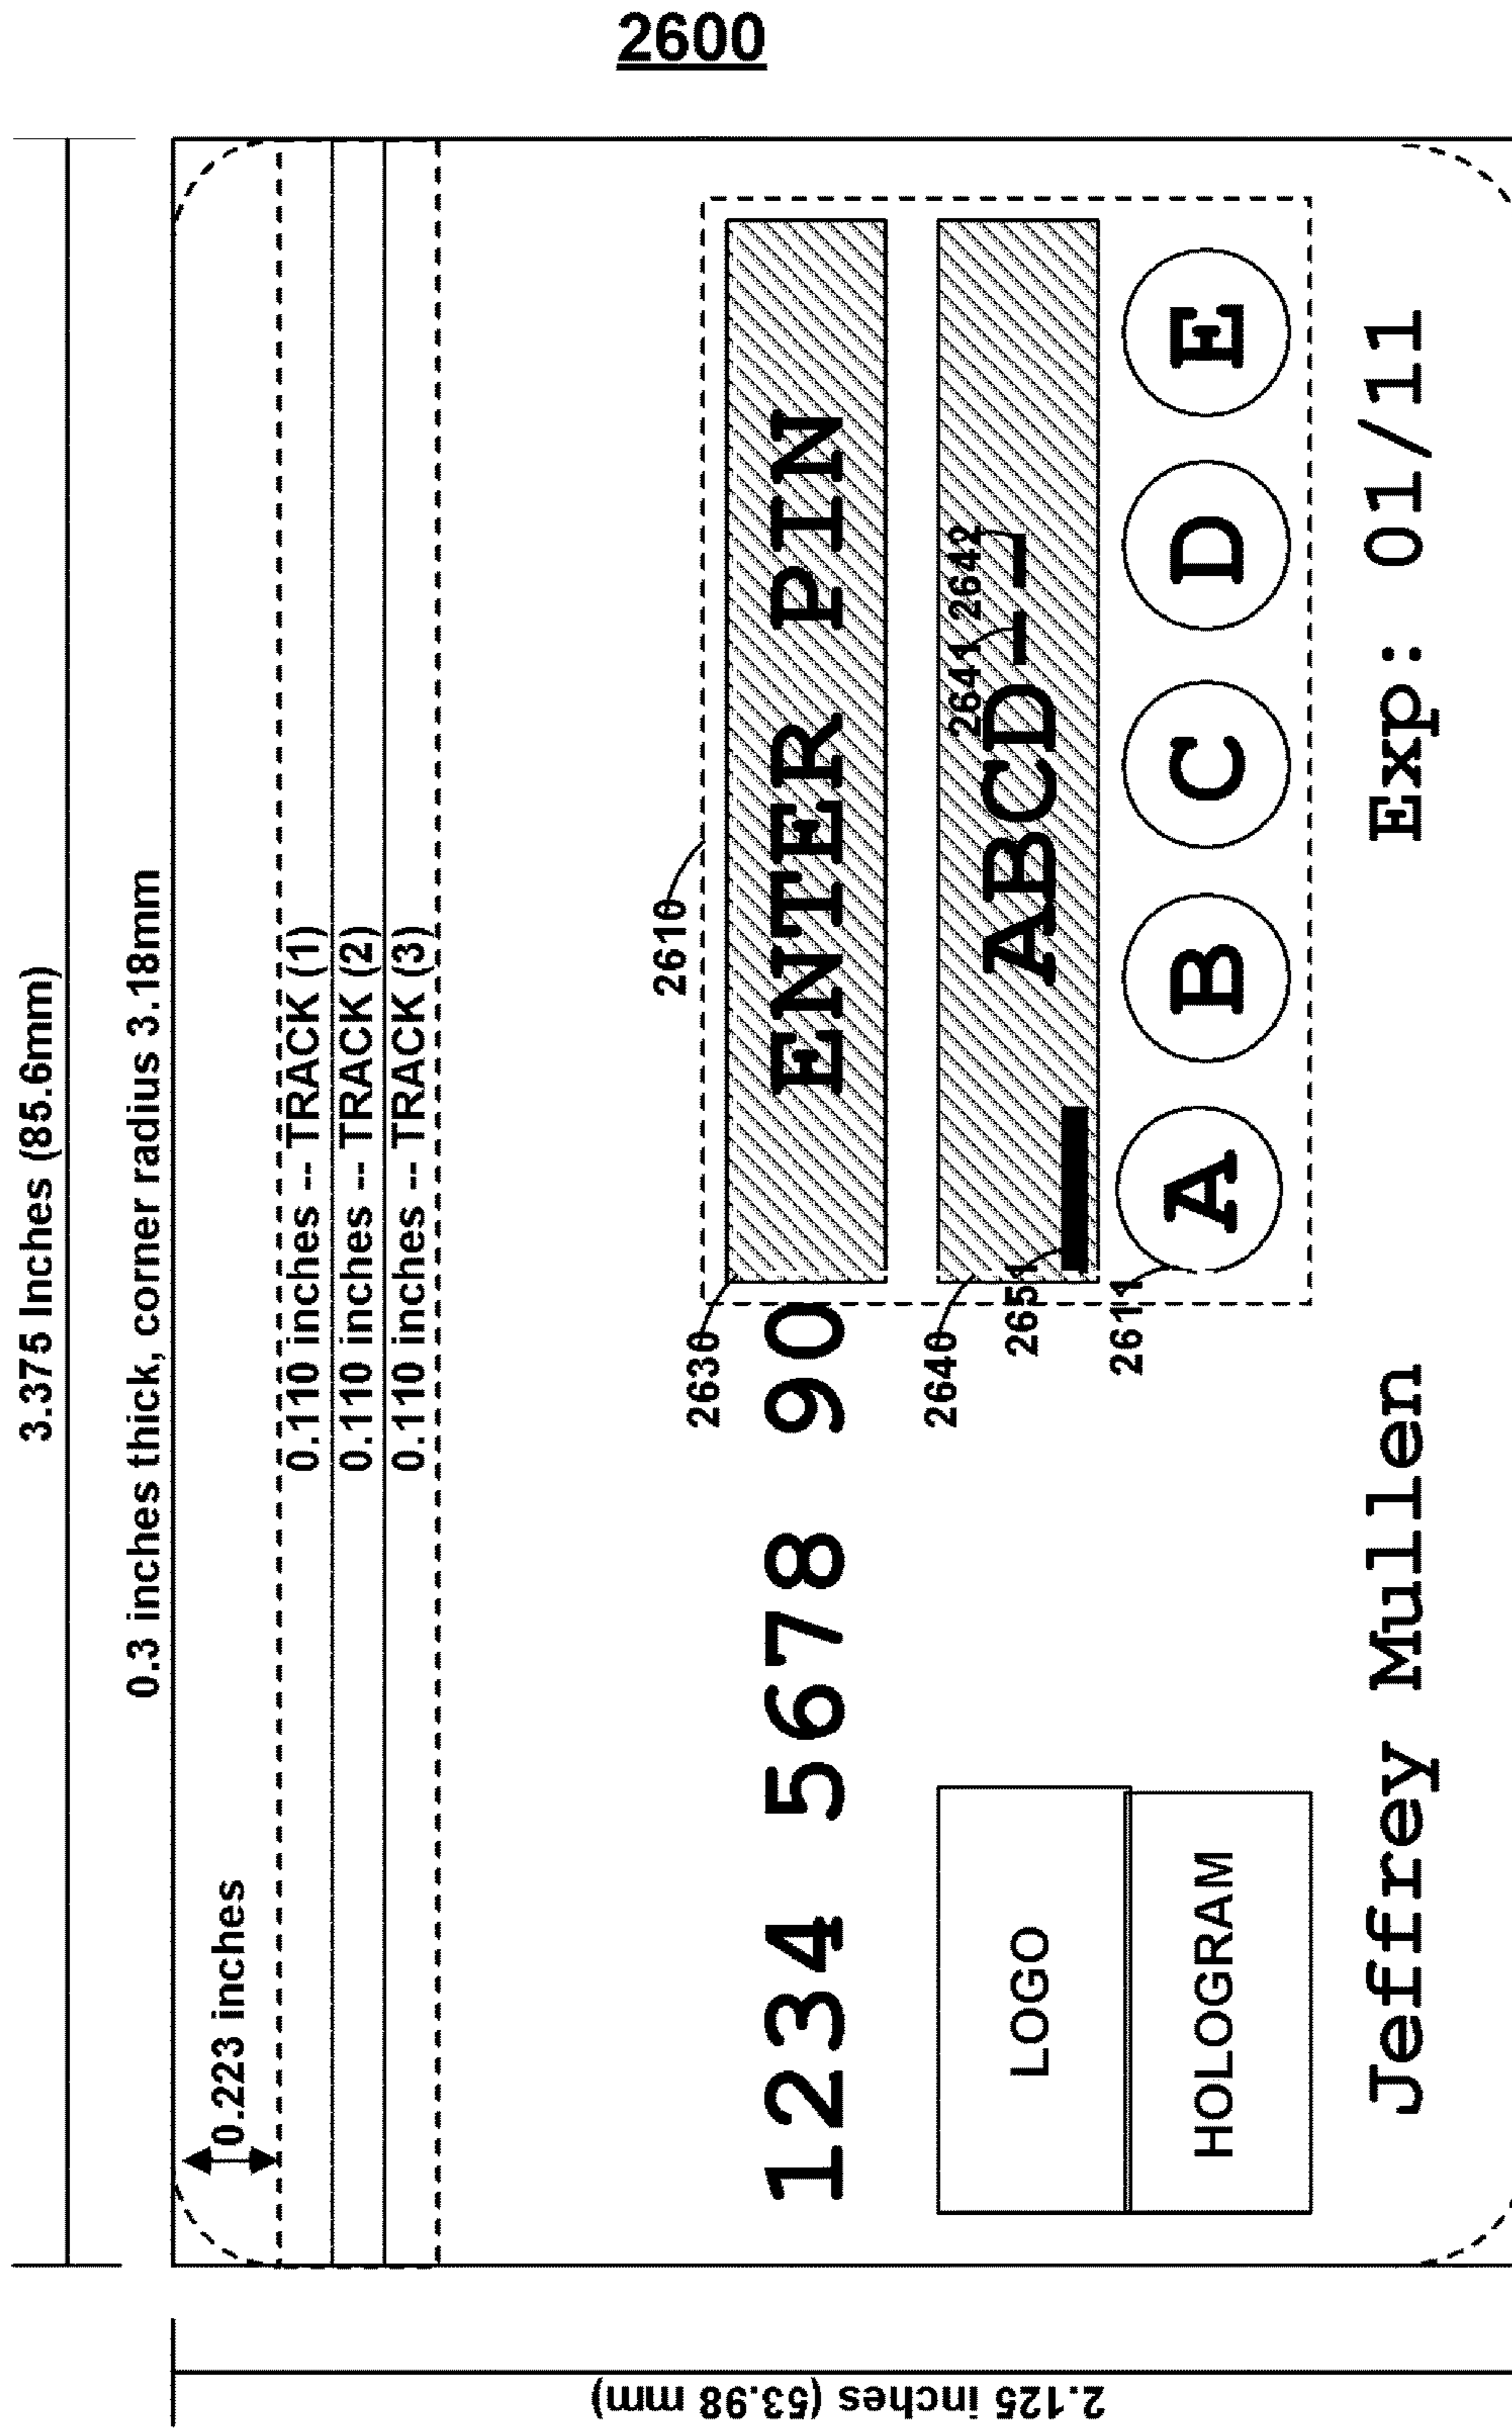 2600
3.375 Inches (85.6mm)
0.3 inches thick, corner radius 3.18mm
0.223 inches
0.110 inches -- TRACK (1)
0.110 inches -- TRACK (2)
0.110 inches -- TRACK (3)
2.125 inches (53.98 mm)
2610
2630
1234 5678 90
ENTER PIN
2640
2641 2642
ABCD_ _
2651
2611
LOGO
HOLOGRAM
A B C D E
Jeffrey Mullen Exp: 01/11